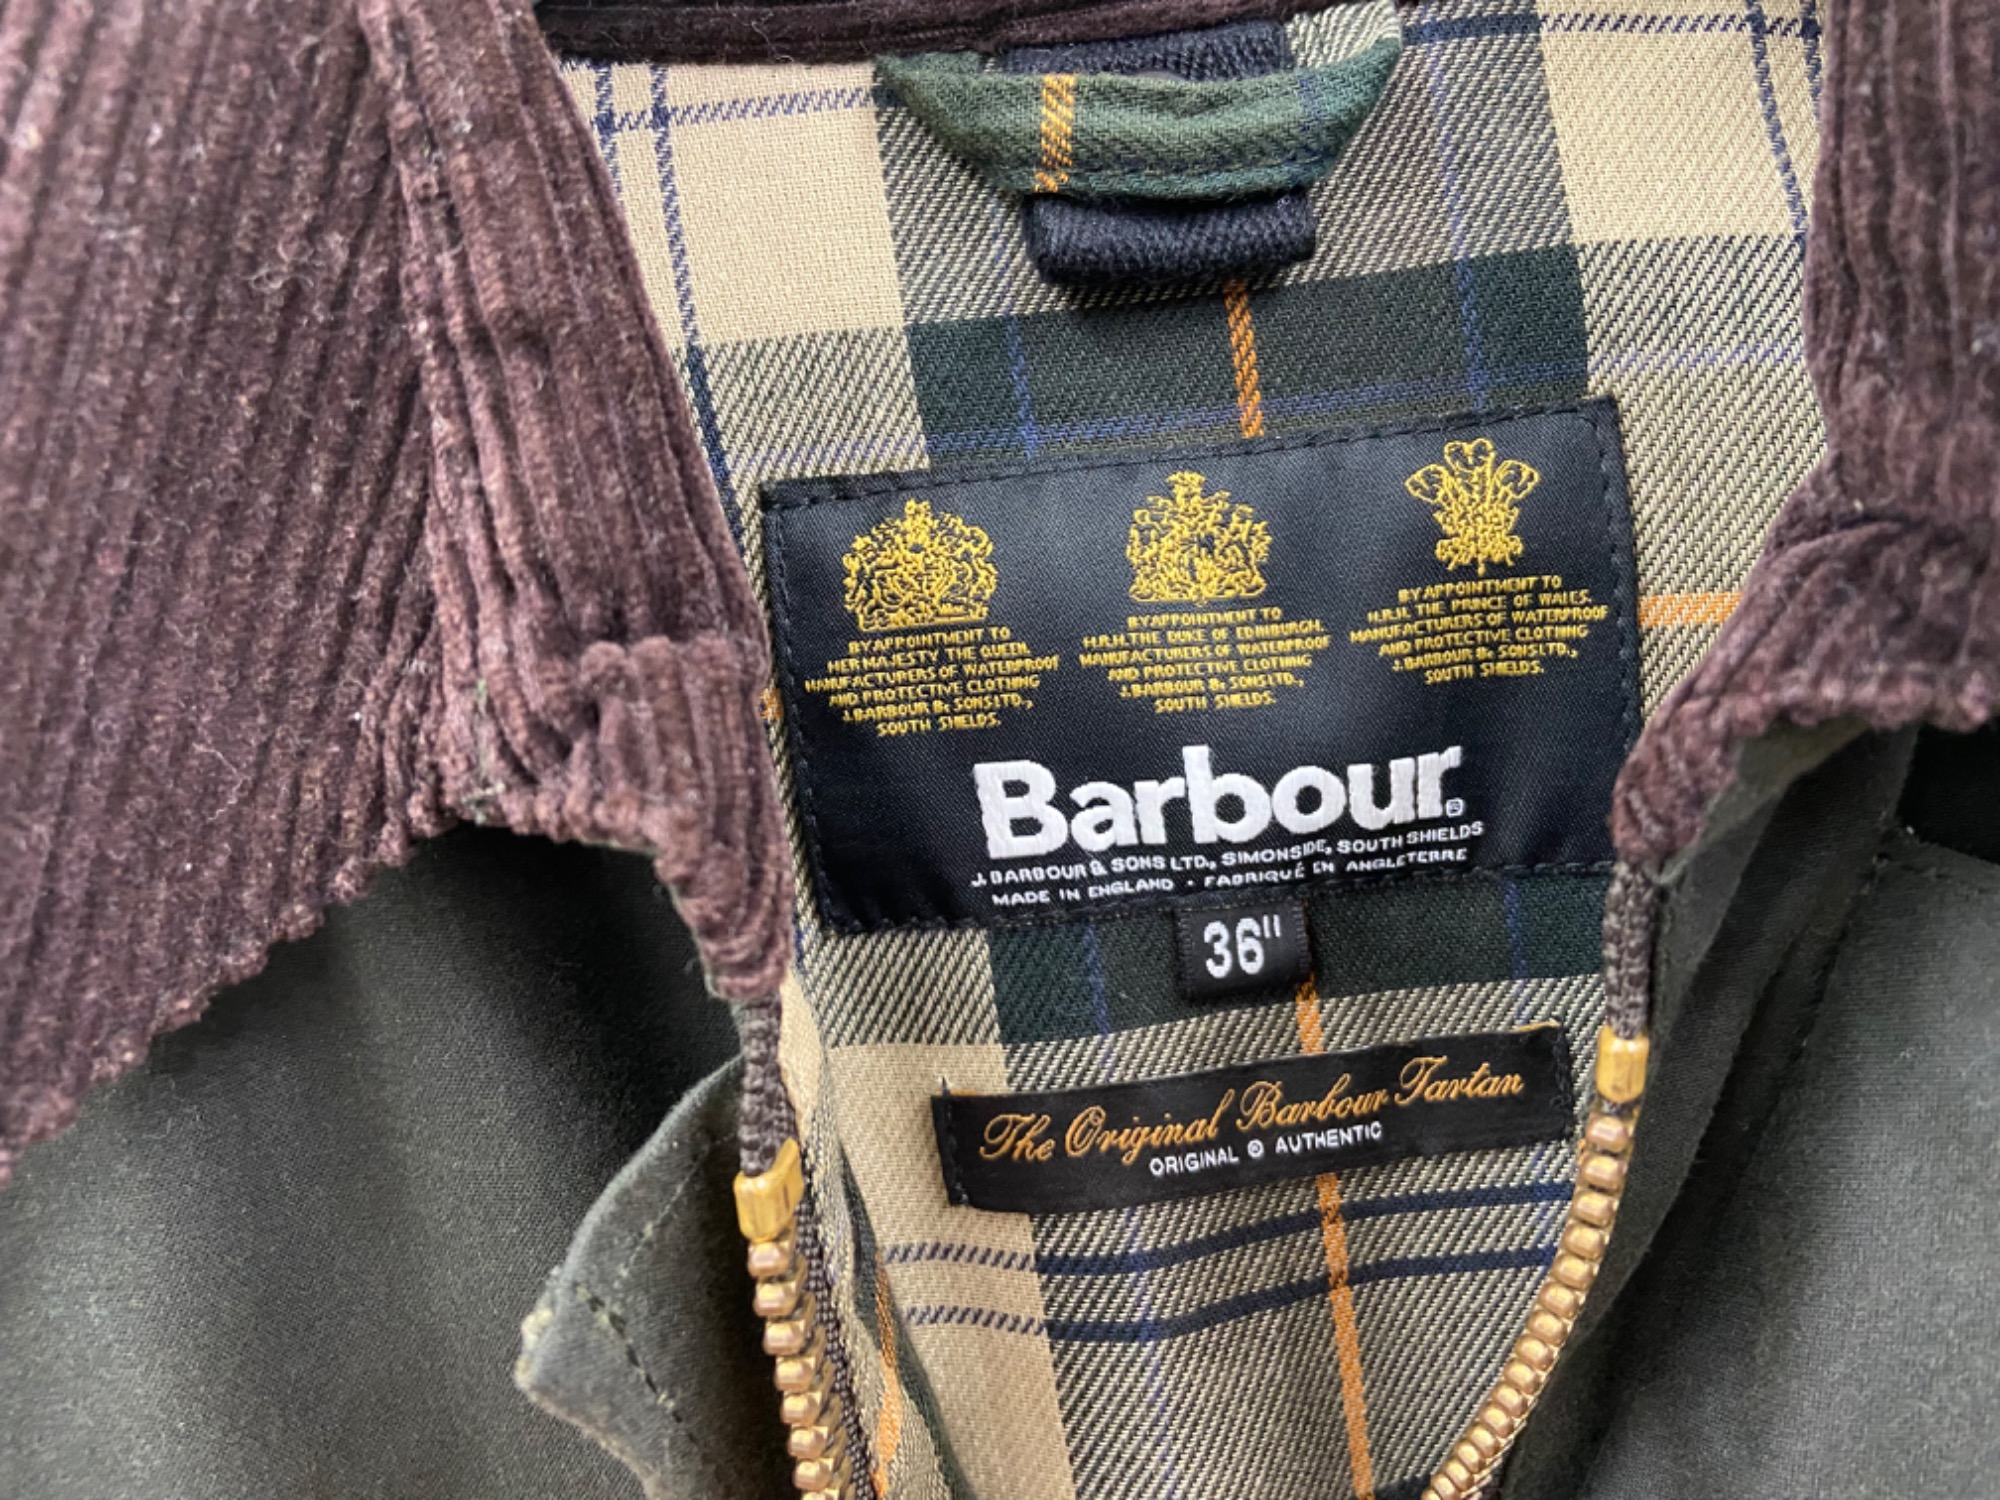 BY APPOINTMENT TO
HER MAJESTY THE QUEEN
MANUFACTURERS OF WATERPROOF
AND PROTECTIVE CLOTHING
J.BARBOUR & SONS LTD.,
SOUTH SHIELDS.
BY APPOINTMENT TO
H.R.H. THE DUKE OF EDINBURGH.
MANUFACTURERS OF WATERPROOF
AND PROTECTIVE CLOTHING
J.BARBOUR & SONS LTD.,
SOUTH SHIELDS.
BY APPOINTMENT TO
H.R.H. THE PRINCE OF WALES.
MANUFACTURERS OF WATERPROOF
AND PROTECTIVE CLOTHING
J.BARBOUR & SONS LTD.,
SOUTH SHIELDS.
Barbour®
J. BARBOUR & SONS LTD., SIMONSIDE, SOUTH SHIELDS
MADE IN ENGLAND • FABRIQUÉ EN ANGLETERRE
36"
The Original Barbour Tartan
ORIGINAL ® AUTHENTIC